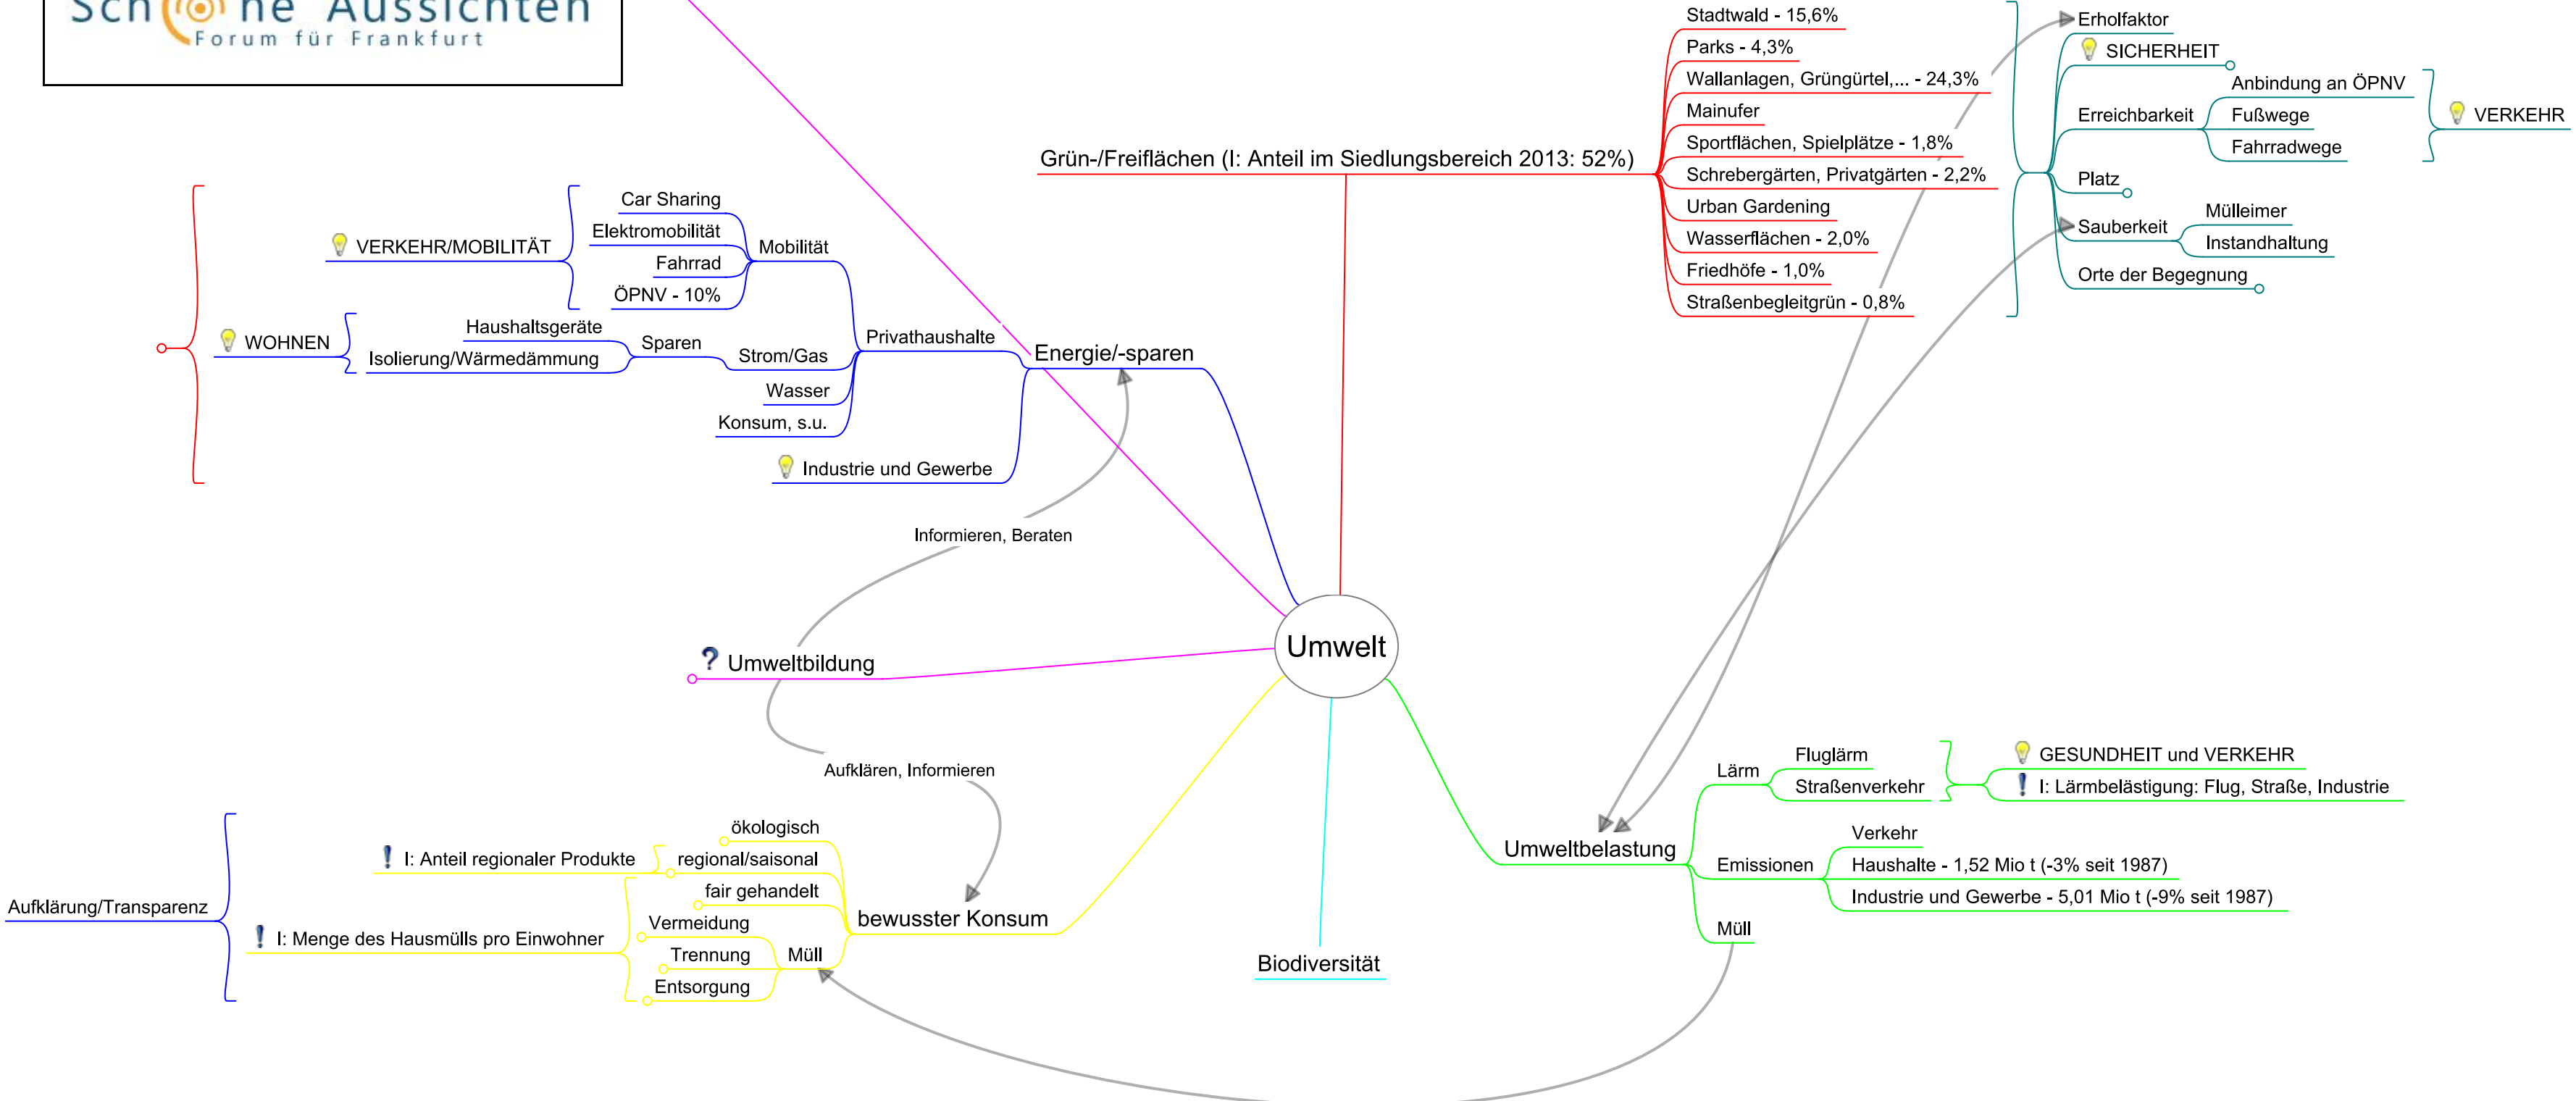 Sch ne Aussichten
Forum für Frankfurt
Grün-/Freiflächen (I: Anteil im Siedlungsbereich 2013: 52%)
Stadtwald - 15,6%
Parks - 4,3%
Wallanlagen, Grüngürtel,... - 24,3%
Mainufer
Sportflächen, Spielplätze - 1,8%
Schrebergärten, Privatgärten - 2,2%
Urban Gardening
Wasserflächen - 2,0%
Friedhöfe - 1,0%
Straßenbegleitgrün - 0,8%
Erholfaktor
SICHERHEIT
Erreichbarkeit
Anbindung an ÖPNV
Fußwege
Fahrradwege
VERKEHR
Platz
Sauberkeit
Mülleimer
Instandhaltung
Orte der Begegnung
Energie/-sparen
Privathaushalte
Mobilität
Car Sharing
Elektromobilität
Fahrrad
ÖPNV - 10%
VERKEHR/MOBILITÄT
Strom/Gas
Sparen
Haushaltsgeräte
Isolierung/Wärmedämmung
WOHNEN
Wasser
Konsum, s.u.
Industrie und Gewerbe
Informieren, Beraten
Umwelt
? Umweltbildung
Aufklären, Informieren
bewusster Konsum
ökologisch
regional/saisonal
! I: Anteil regionaler Produkte
fair gehandelt
Müll
Vermeidung
Trennung
Entsorgung
! I: Menge des Hausmülls pro Einwohner
Aufklärung/Transparenz
Biodiversität
Umweltbelastung
Lärm
Fluglärm
Straßenverkehr
GESUNDHEIT und VERKEHR
! I: Lärmbelästigung: Flug, Straße, Industrie
Emissionen
Verkehr
Haushalte - 1,52 Mio t (-3% seit 1987)
Industrie und Gewerbe - 5,01 Mio t (-9% seit 1987)
Müll